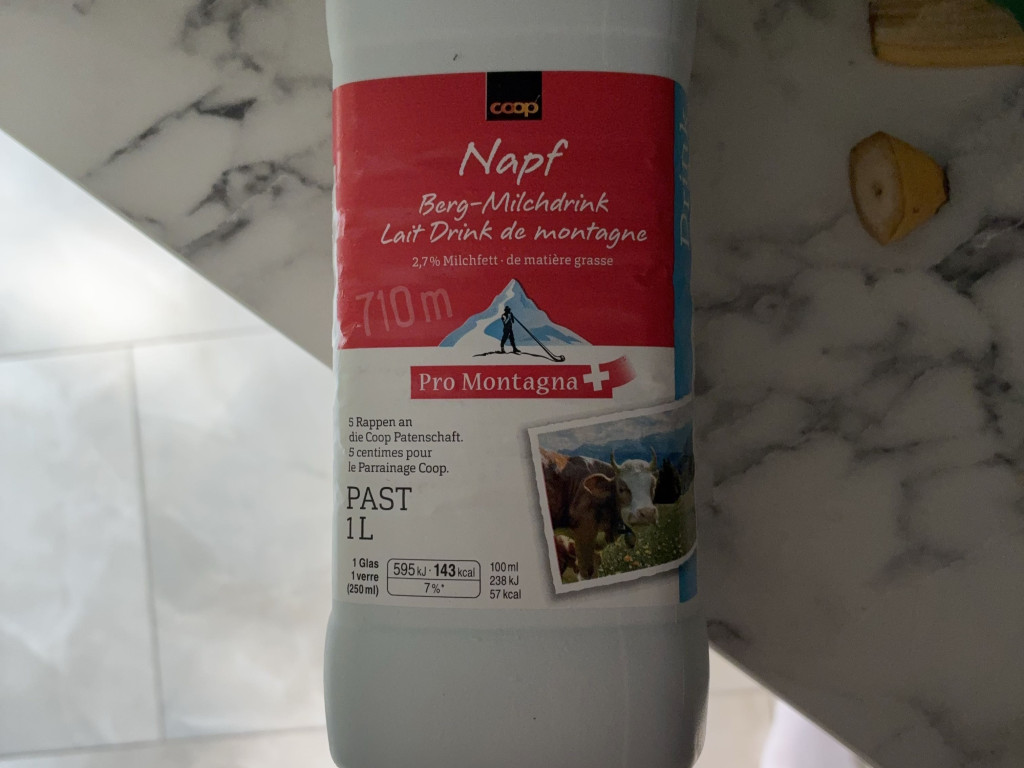 coop
Napf
Berg-Milchdrink
Lait Drink de montagne
2,7% Milchfett · de matière grasse
710 m
Pro Montagna
5 Rappen an
die Coop Patenschaft.
5 centimes pour
le Parrainage Coop.
PAST
1 L
1 Glas
1 verre
(250 ml)
595 kJ · 143 kcal
7%*
100 ml
238 kJ
57 kcal